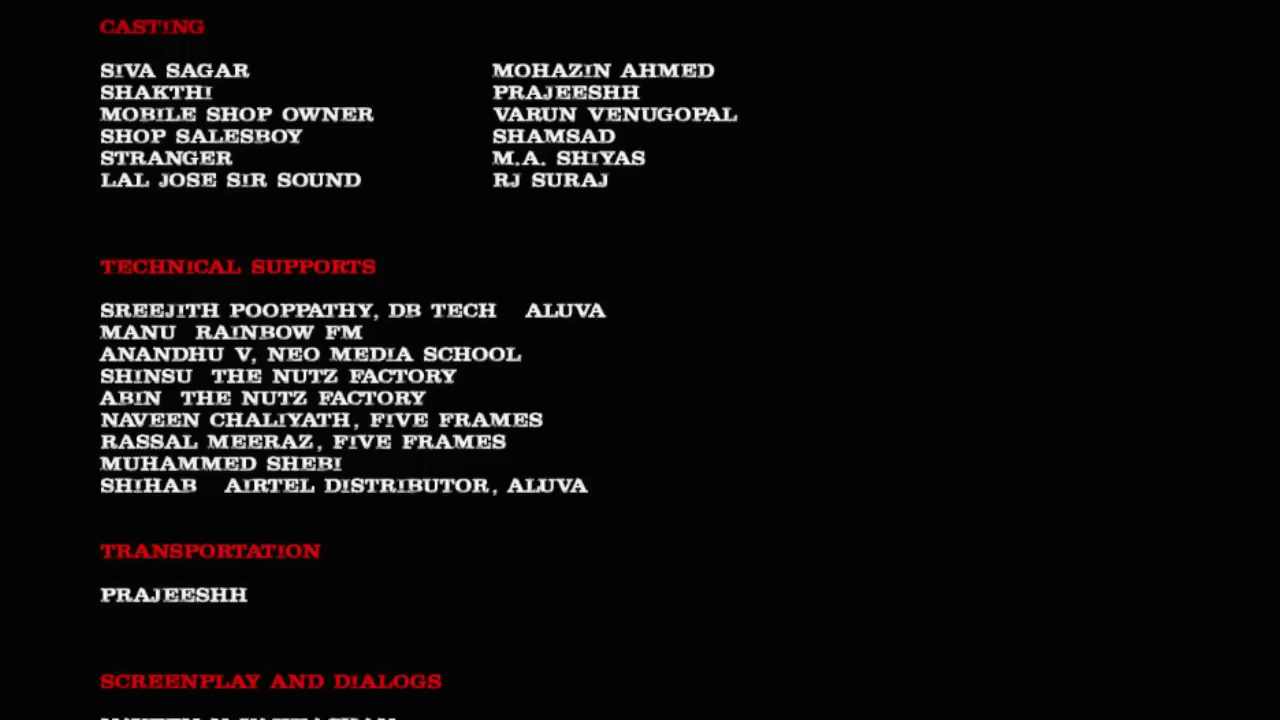 CASTING
SIVA SAGAR MOHAZIN AHMED
SHAKTHI PRAJEESHH
MOBILE SHOP OWNER VARUN VENUGOPAL
SHOP SALESBOY SHAMSAD
STRANGER M.A. SHIYAS
LAL JOSE SIR SOUND RJ SURAJ
TECHNICAL SUPPORTS
SREEJITH POOPPATHY, DB TECH ALUVA
MANU RAINBOW FM
ANANDHU V, NEO MEDIA SCHOOL
SHINSU THE NUTZ FACTORY
ABIN THE NUTZ FACTORY
NAVEEN CHALIYATH, FIVE FRAMES
RASSAL MEERAZ, FIVE FRAMES
MUHAMMED SHEBI
SHIHAB AIRTEL DISTRIBUTOR, ALUVA
TRANSPORTATION
PRAJEESHH
SCREENPLAY AND DIALOGS